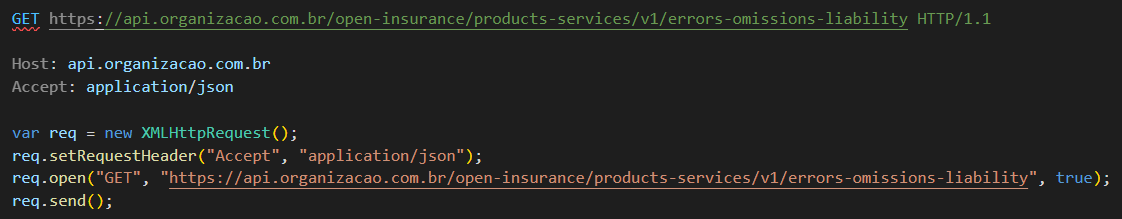 GET https://api.organizacao.com.br/open-insurance/products-services/v1/errors-omissions-liability HTTP/1.1
Host: api.organizacao.com.br
Accept: application/json
var req = new XMLHttpRequest();
req.setRequestHeader("Accept", "application/json");
req.open("GET", "https://api.organizacao.com.br/open-insurance/products-services/v1/errors-omissions-liability", true);
req.send();